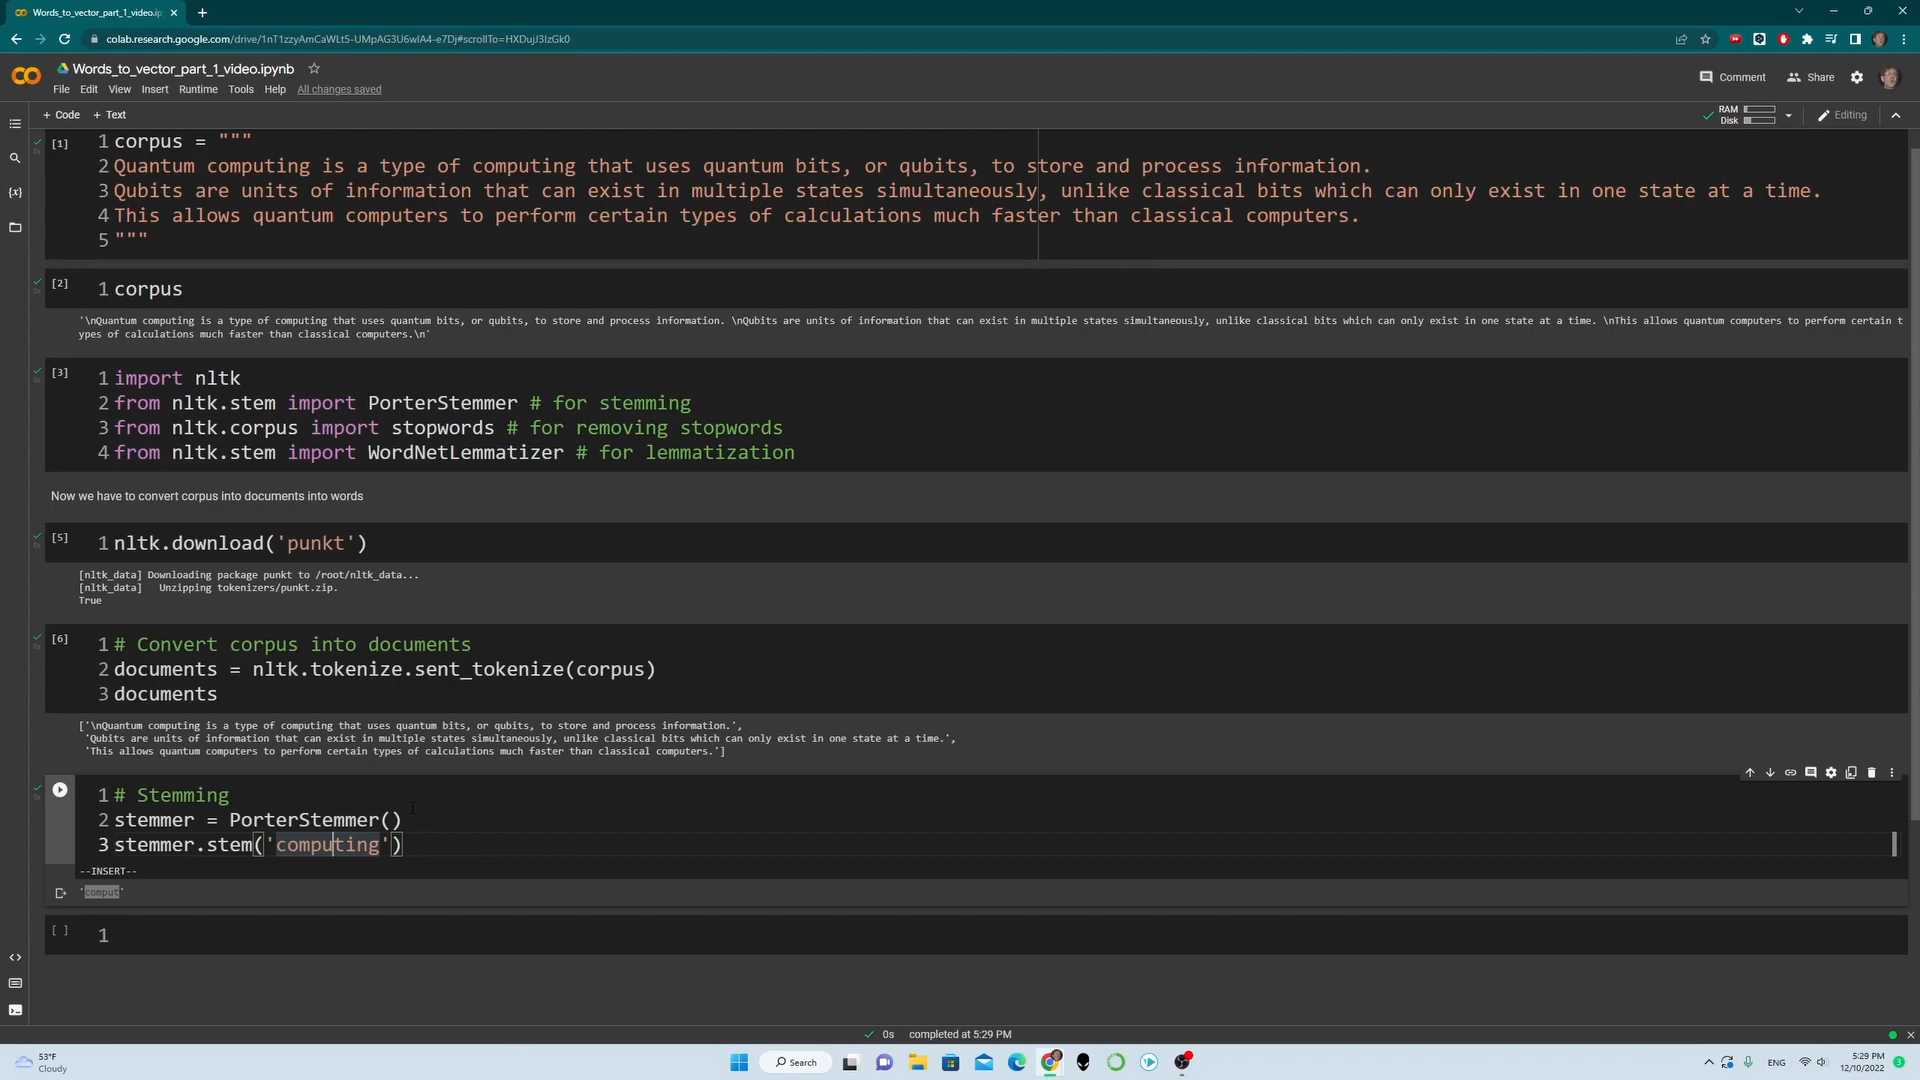 Words_to_vector_part_1_video.ip
colab.research.google.com/drive/1nT1zzyAmCaWLt5-UMpAG3U6wIA4-e7Dj#scrollTo=HXDujJ3IzGk0
Words_to_vector_part_1_video.ipynb
File Edit View Insert Runtime Tools Help All changes saved
Comment Share
+ Code + Text
RAM
Disk
Editing
[1] 1 corpus = """
2 Quantum computing is a type of computing that uses quantum bits, or qubits, to store and process information.
3 Qubits are units of information that can exist in multiple states simultaneously, unlike classical bits which can only exist in one state at a time.
4 This allows quantum computers to perform certain types of calculations much faster than classical computers.
5 """
[2] 1 corpus
'\nQuantum computing is a type of computing that uses quantum bits, or qubits, to store and process information. \nQubits are units of information that can exist in multiple states simultaneously, unlike classical bits which can only exist in one state at a time. \nThis allows quantum computers to perform certain t
ypes of calculations much faster than classical computers.\n'
[3] 1 import nltk
2 from nltk.stem import PorterStemmer # for stemming
3 from nltk.corpus import stopwords # for removing stopwords
4 from nltk.stem import WordNetLemmatizer # for lemmatization
Now we have to convert corpus into documents into words
[5] 1 nltk.download('punkt')
[nltk_data] Downloading package punkt to /root/nltk_data...
[nltk_data]   Unzipping tokenizers/punkt.zip.
True
[6] 1 # Convert corpus into documents
2 documents = nltk.tokenize.sent_tokenize(corpus)
3 documents
['\nQuantum computing is a type of computing that uses quantum bits, or qubits, to store and process information.',
'Qubits are units of information that can exist in multiple states simultaneously, unlike classical bits which can only exist in one state at a time.',
'This allows quantum computers to perform certain types of calculations much faster than classical computers.']
1 # Stemming
2 stemmer = PorterStemmer()
3 stemmer.stem('computing')
--INSERT--
'comput'
[ ] 1
0s completed at 5:29 PM
53°F
Cloudy
Search
ENG
5:29 PM
12/10/2022
3